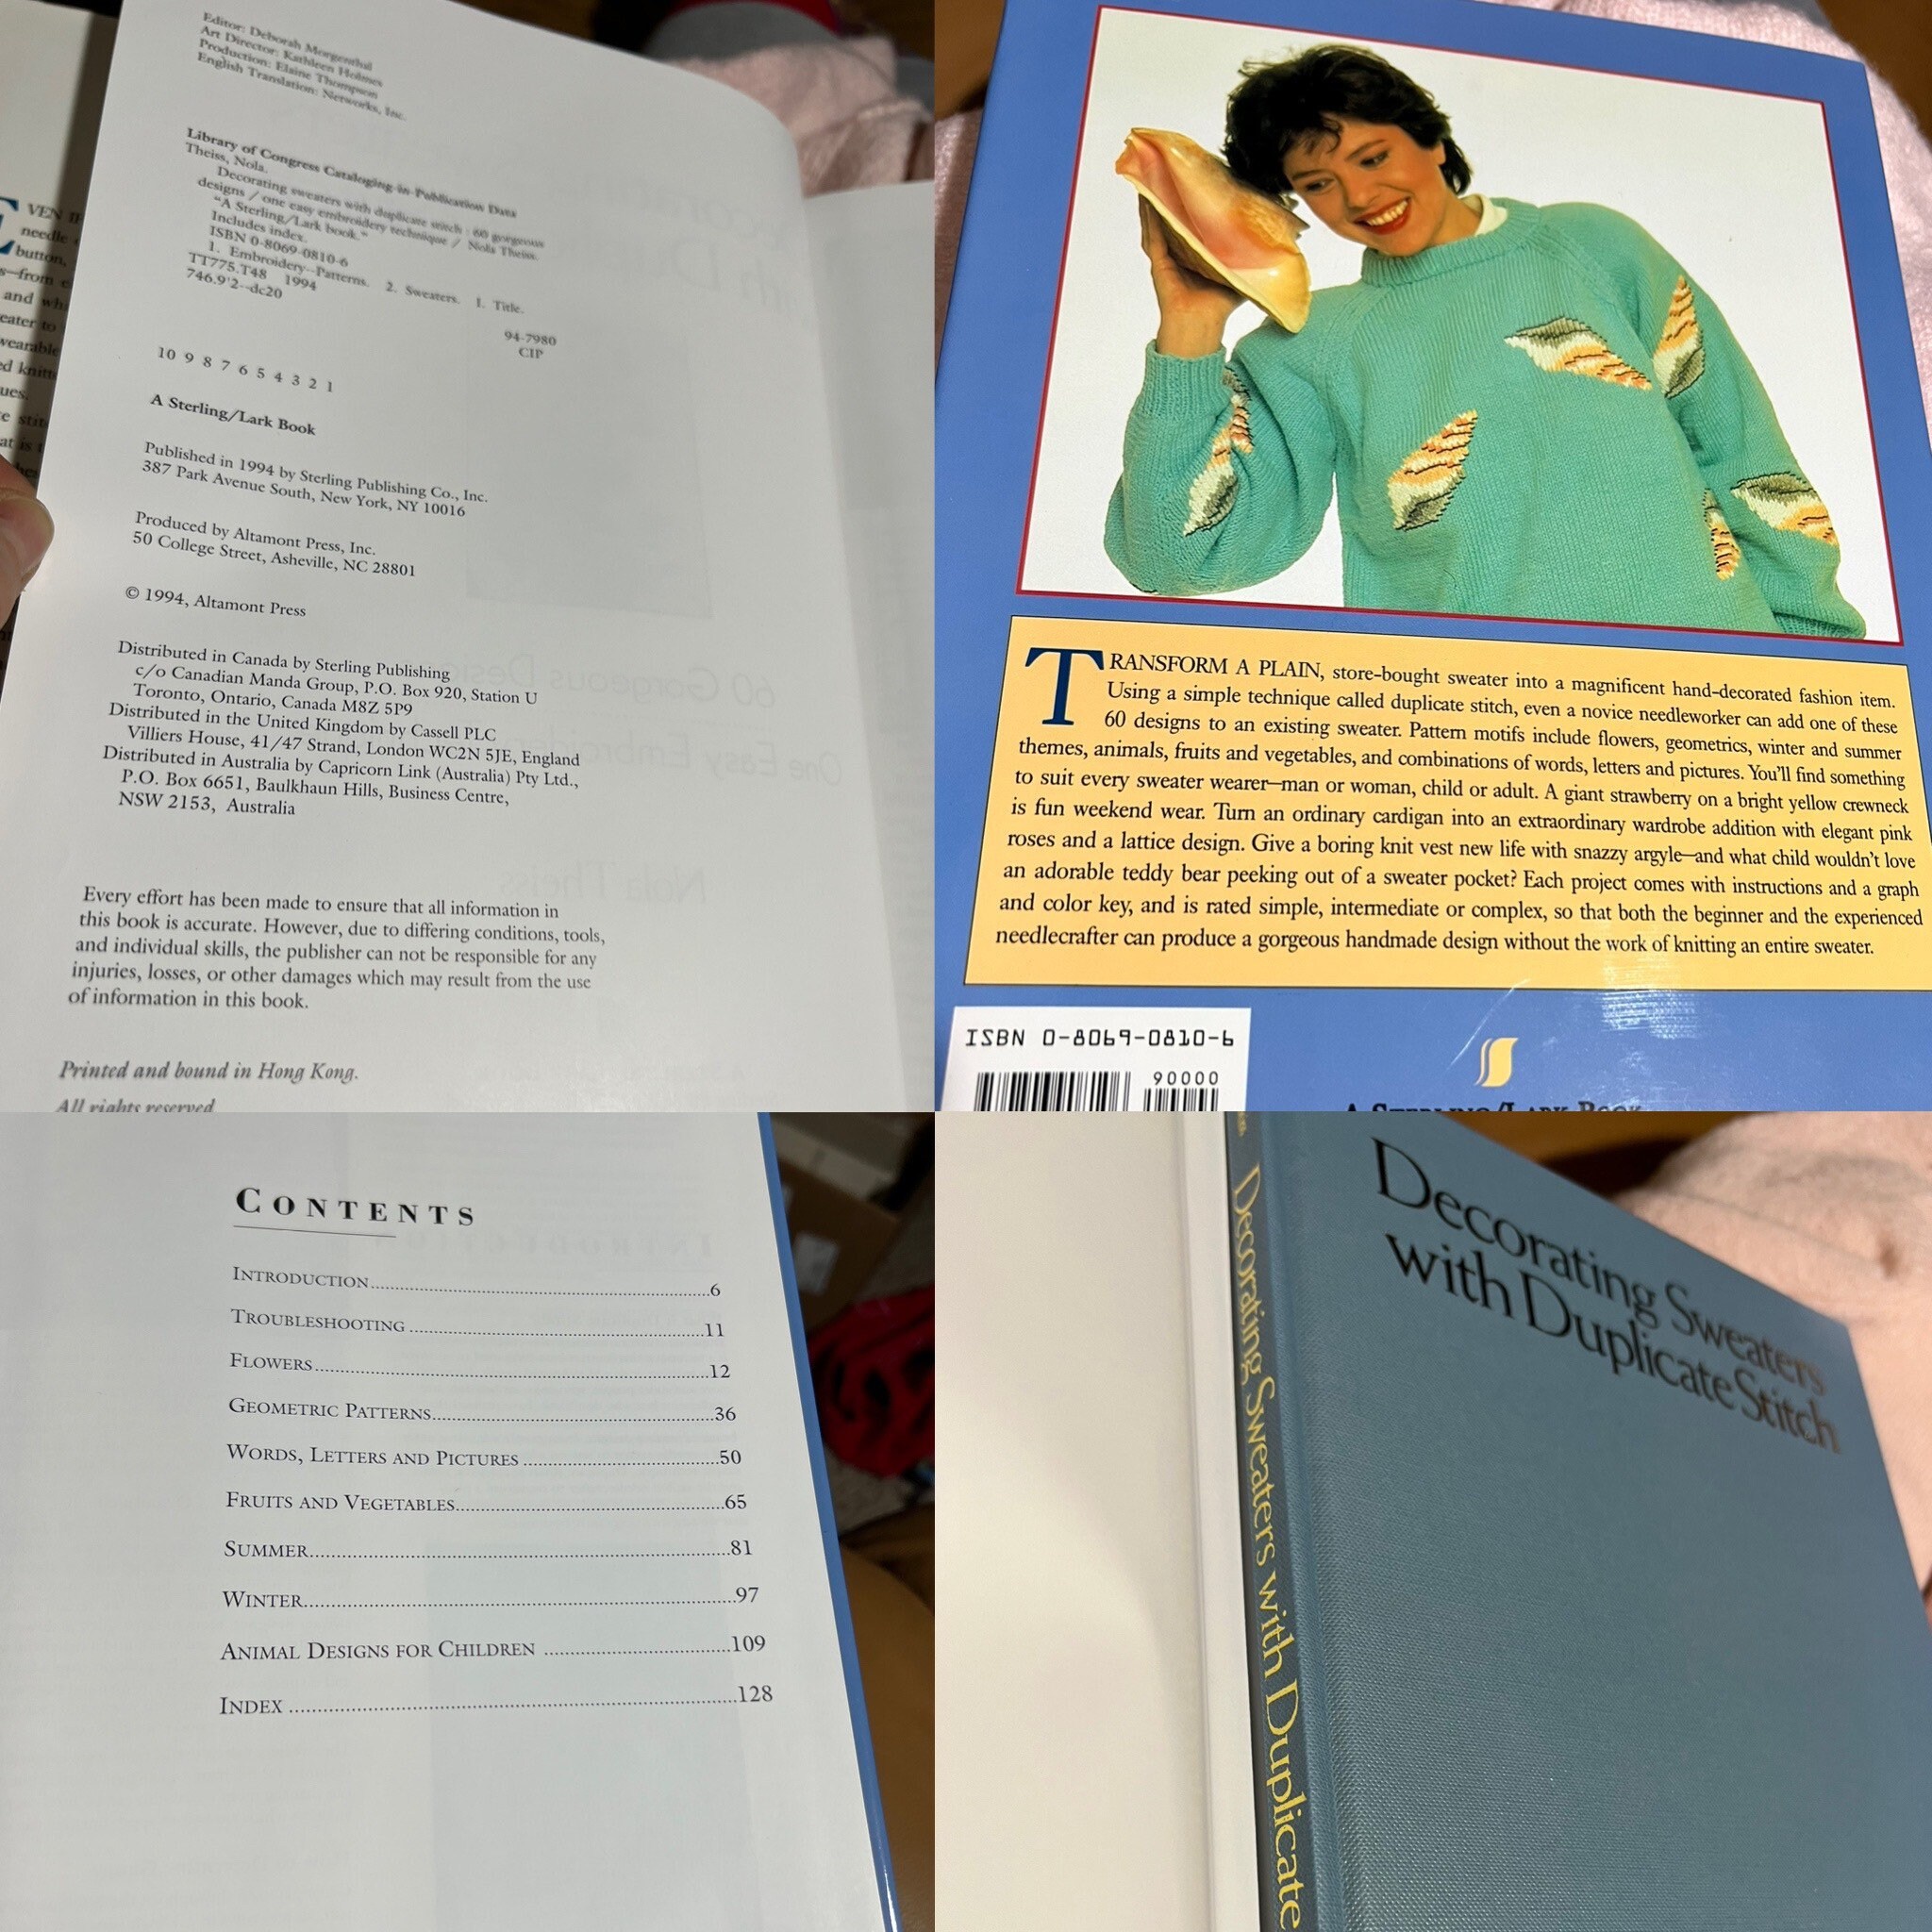 Editor: Deborah Morgenthal
Art Director: Kathleen Holmes
Production: Elaine Thompson
English Translation: Networks, Inc.
Library of Congress Cataloging-in-Publication Data
Theiss, Nola.
Decorating sweaters with duplicate stitch : 60 gorgeous
designs / one easy embroidery technique / Nola Theiss.
"A Sterling/Lark book."
Includes index.
ISBN 0-8069-0810-6
1. Embroidery--Patterns. 2. Sweaters. I. Title.
TT775.T48 1994
746.9'2--dc20
94-7980
CIP
10 9 8 7 6 5 4 3 2 1
A Sterling/Lark Book
Published in 1994 by Sterling Publishing Co., Inc.
387 Park Avenue South, New York, NY 10016
Produced by Altamont Press, Inc.
50 College Street, Asheville, NC 28801
© 1994, Altamont Press
Distributed in Canada by Sterling Publishing
c/o Canadian Manda Group, P.O. Box 920, Station U
Toronto, Ontario, Canada M8Z 5P9
Distributed in the United Kingdom by Cassell PLC
Villiers House, 41/47 Strand, London WC2N 5JE, England
Distributed in Australia by Capricorn Link (Australia) Pty Ltd.,
P.O. Box 6651, Baulkhaun Hills, Business Centre,
NSW 2153, Australia
Every effort has been made to ensure that all information in
this book is accurate. However, due to differing conditions, tools,
and individual skills, the publisher can not be responsible for any
injuries, losses, or other damages which may result from the use
of information in this book.
Printed and bound in Hong Kong.
All rights reserved
VEN
needle
button,
s—from
and
eater to
wearable
ed
ues.
TRANSFORM A PLAIN, store-bought sweater into a magnificent hand-decorated fashion item.
Using a simple technique called duplicate stitch, even a novice needleworker can add one of these
60 designs to an existing sweater. Pattern motifs include flowers, geometrics, winter and summer
themes, animals, fruits and vegetables, and combinations of words, letters and pictures. You'll find something
to suit every sweater wearer—man or woman, child or adult. A giant strawberry on a bright yellow crewneck
is fun weekend wear. Turn an ordinary cardigan into an extraordinary wardrobe addition with elegant pink
roses and a lattice design. Give a boring knit vest new life with snazzy argyle—and what child wouldn't love
an adorable teddy bear peeking out of a sweater pocket? Each project comes with instructions and a graph
and color key, and is rated simple, intermediate or complex, so that both the beginner and the experienced
needlecrafter can produce a gorgeous handmade design without the work of knitting an entire sweater.
ISBN 0-8069-0810-6
90000
A STERLING/LARK BOOK
CONTENTS
INTRODUCTION..........6
TROUBLESHOOTING..........11
FLOWERS..........12
GEOMETRIC PATTERNS..........36
WORDS, LETTERS AND PICTURES..........50
FRUITS AND VEGETABLES..........65
SUMMER..........81
WINTER..........97
ANIMAL DESIGNS FOR CHILDREN..........109
INDEX..........128
Decorating Sweaters with Duplicate
Decorating Sweaters
with Duplicate Stitch